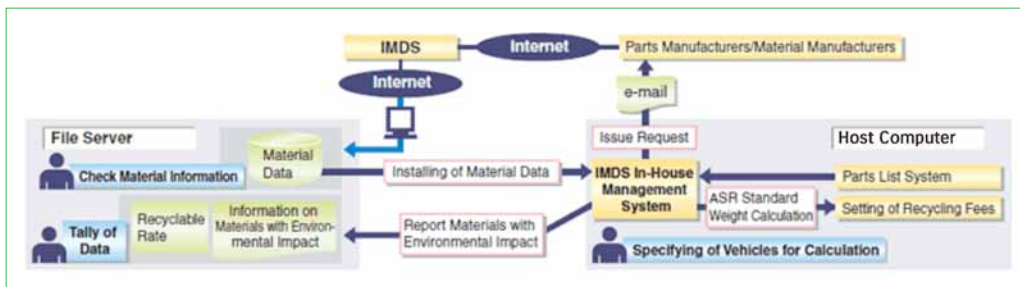 IMDS
Internet
Parts Manufacturers/Material Manufacturers
Internet
e-mail
File Server
Material
Data
Check Material Information
Installing of Material Data
Issue Request
Host Computer
IMDS In-House
Management
System
Parts List System
ASR Standard
Weight Calculation
Setting of Recycling Fees
Tally of
Data
Recyclable
Rate
Information on
Materials with Environ-
mental Impact
Report Materials with
Environmental Impact
Specifying of Vehicles for Calculation